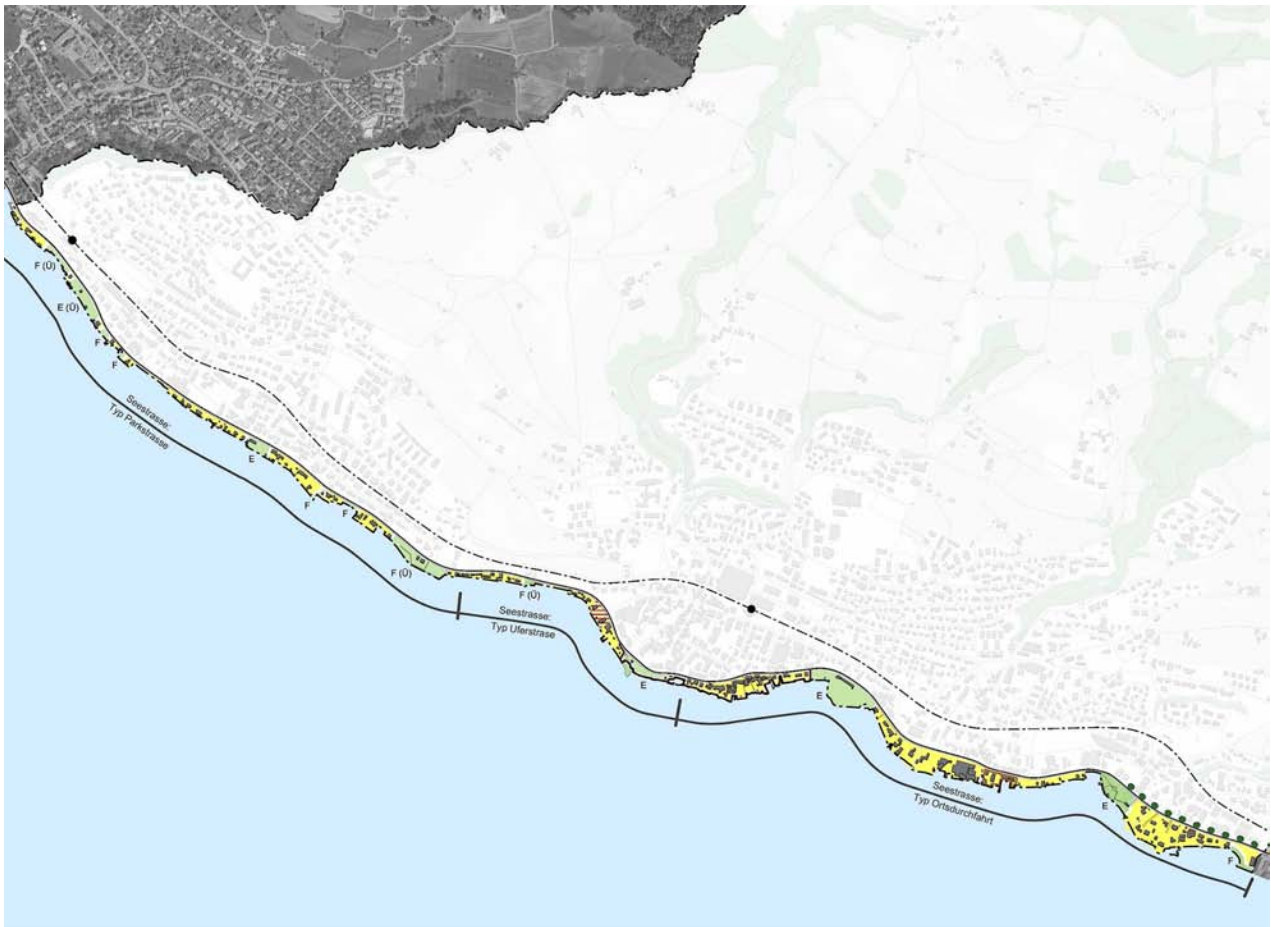 F (Ü)
E (Ü)
F
F
Seestrasse:
Typ Parkstrasse
E
F
F
F (Ü)
F (Ü)
Seestrasse:
Typ Uferstrase
E
E
Seestrasse:
Typ Ortsdurchfahrt
E
F